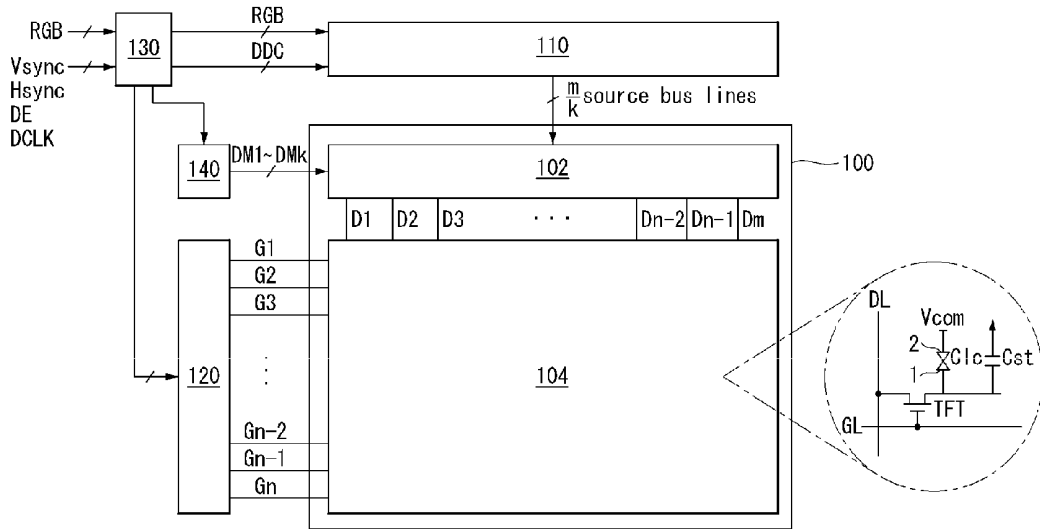 RGB
Vsync
Hsync
DE
DCLK
130
RGB
DDC
110
m/k source bus lines
140
DM1~DMk
102
100
D1 D2 D3 ··· Dn-2 Dn-1 Dm
120
G1
G2
G3
Gn-2
Gn-1
Gn
104
DL
Vcom
2
Clc
Cst
1
TFT
GL